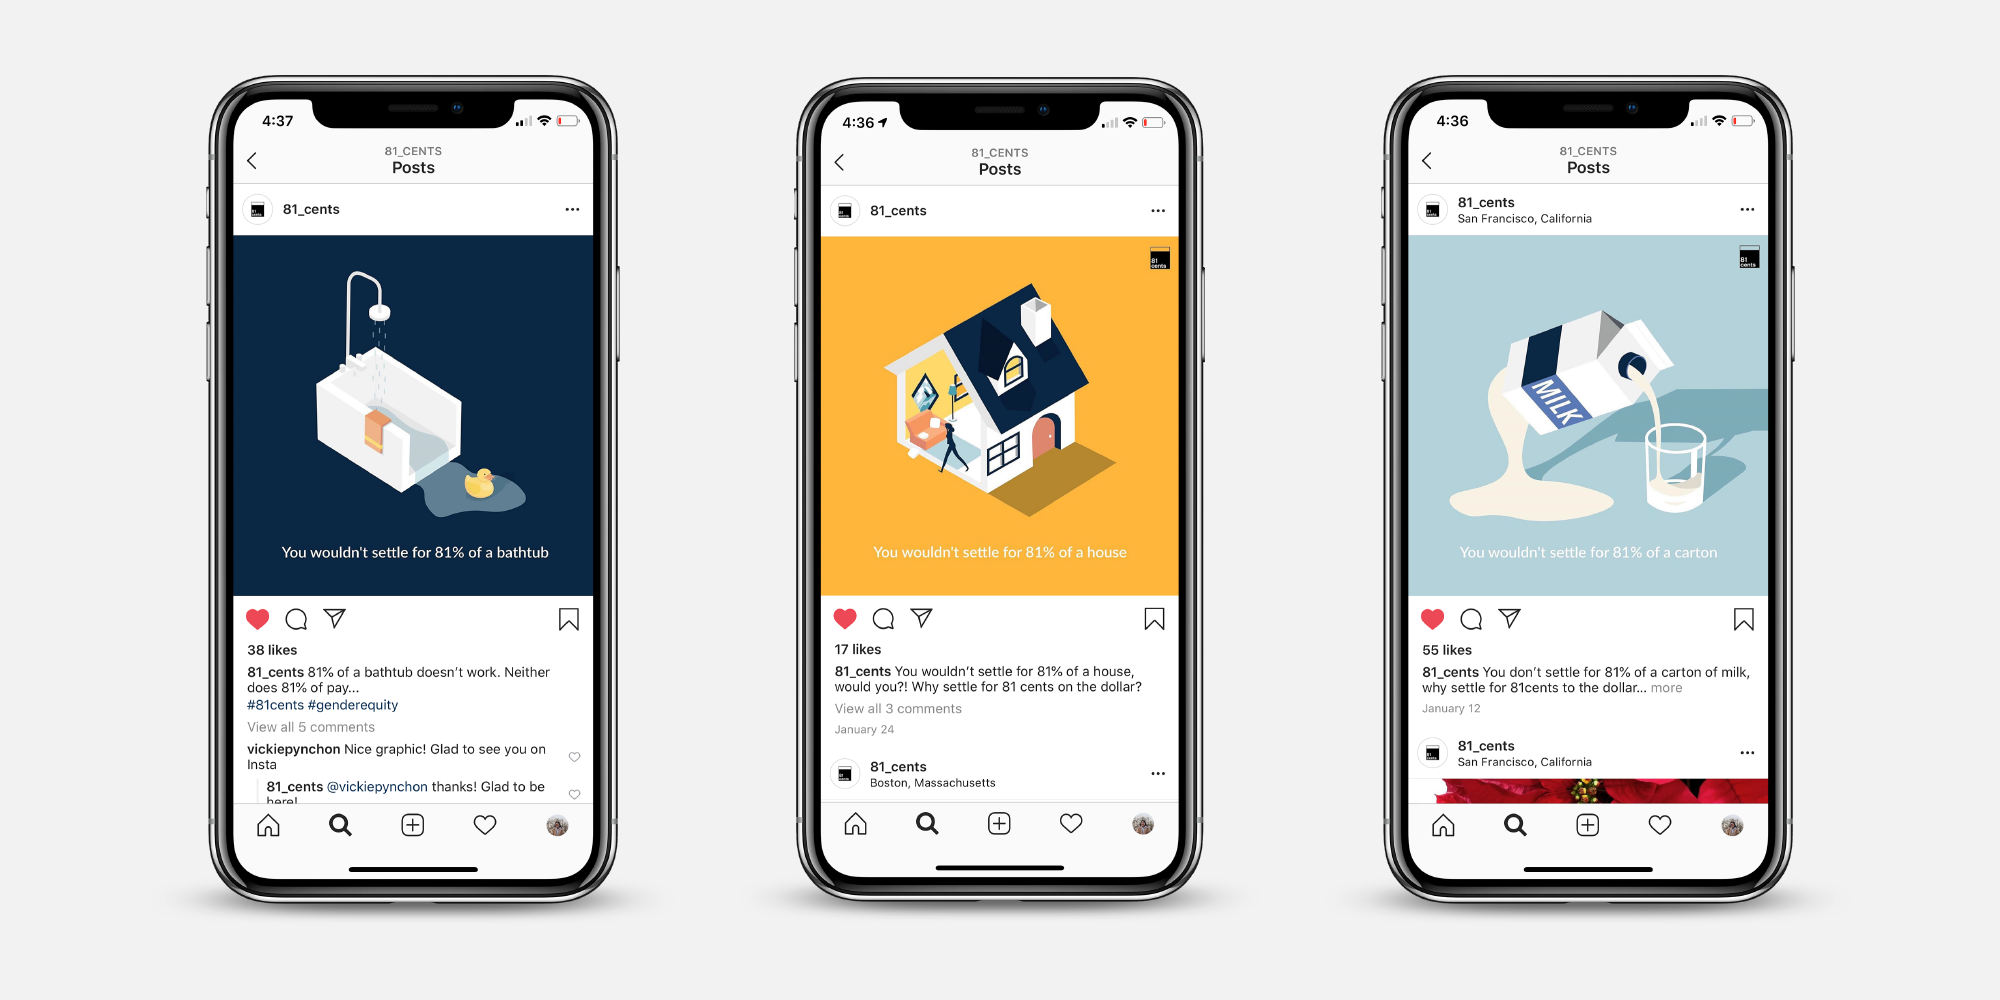 4:37
81_CENTS
Posts
81_cents
You wouldn't settle for 81% of a bathtub
38 likes
81_cents 81% of a bathtub doesn't work. Neither
does 81% of pay...
#81cents #genderequity
View all 5 comments
vickiepynchon Nice graphic! Glad to see you on
Insta
81_cents @vickiepynchon thanks! Glad to be
here!
4:36
81_CENTS
Posts
81_cents
81
cents
You wouldn't settle for 81% of a house
17 likes
81_cents You wouldn't settle for 81% of a house,
would you?! Why settle for 81 cents on the dollar?
View all 3 comments
January 24
81_cents
Boston, Massachusetts
4:36
81_CENTS
Posts
81_cents
San Francisco, California
81
cents
MILK
You wouldn't settle for 81% of a carton
55 likes
81_cents You don't settle for 81% of a carton of milk,
why settle for 81cents to the dollar... more
January 12
81_cents
San Francisco, California